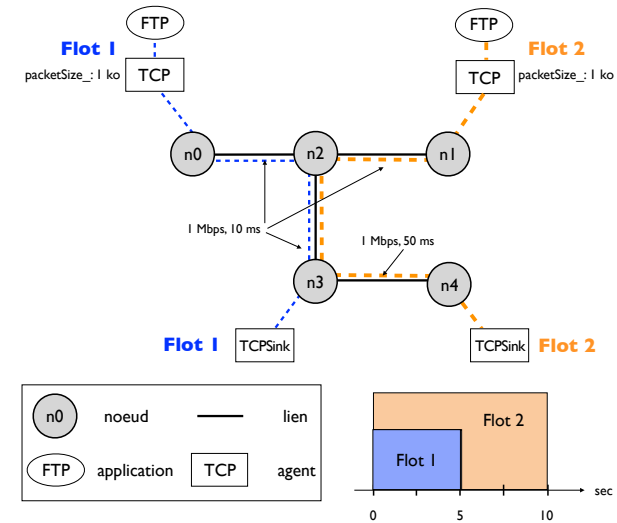 FTP
FTP
Flot 1
Flot 2
packetSize_: 1 ko
TCP
TCP
packetSize_: 1 ko
n0
n2
n1
1 Mbps, 10 ms
1 Mbps, 50 ms
n3
n4
Flot 1
TCPSink
TCPSink
Flot 2
n0
noeud
lien
FTP
application
TCP
agent
Flot 2
Flot 1
sec
0
5
10